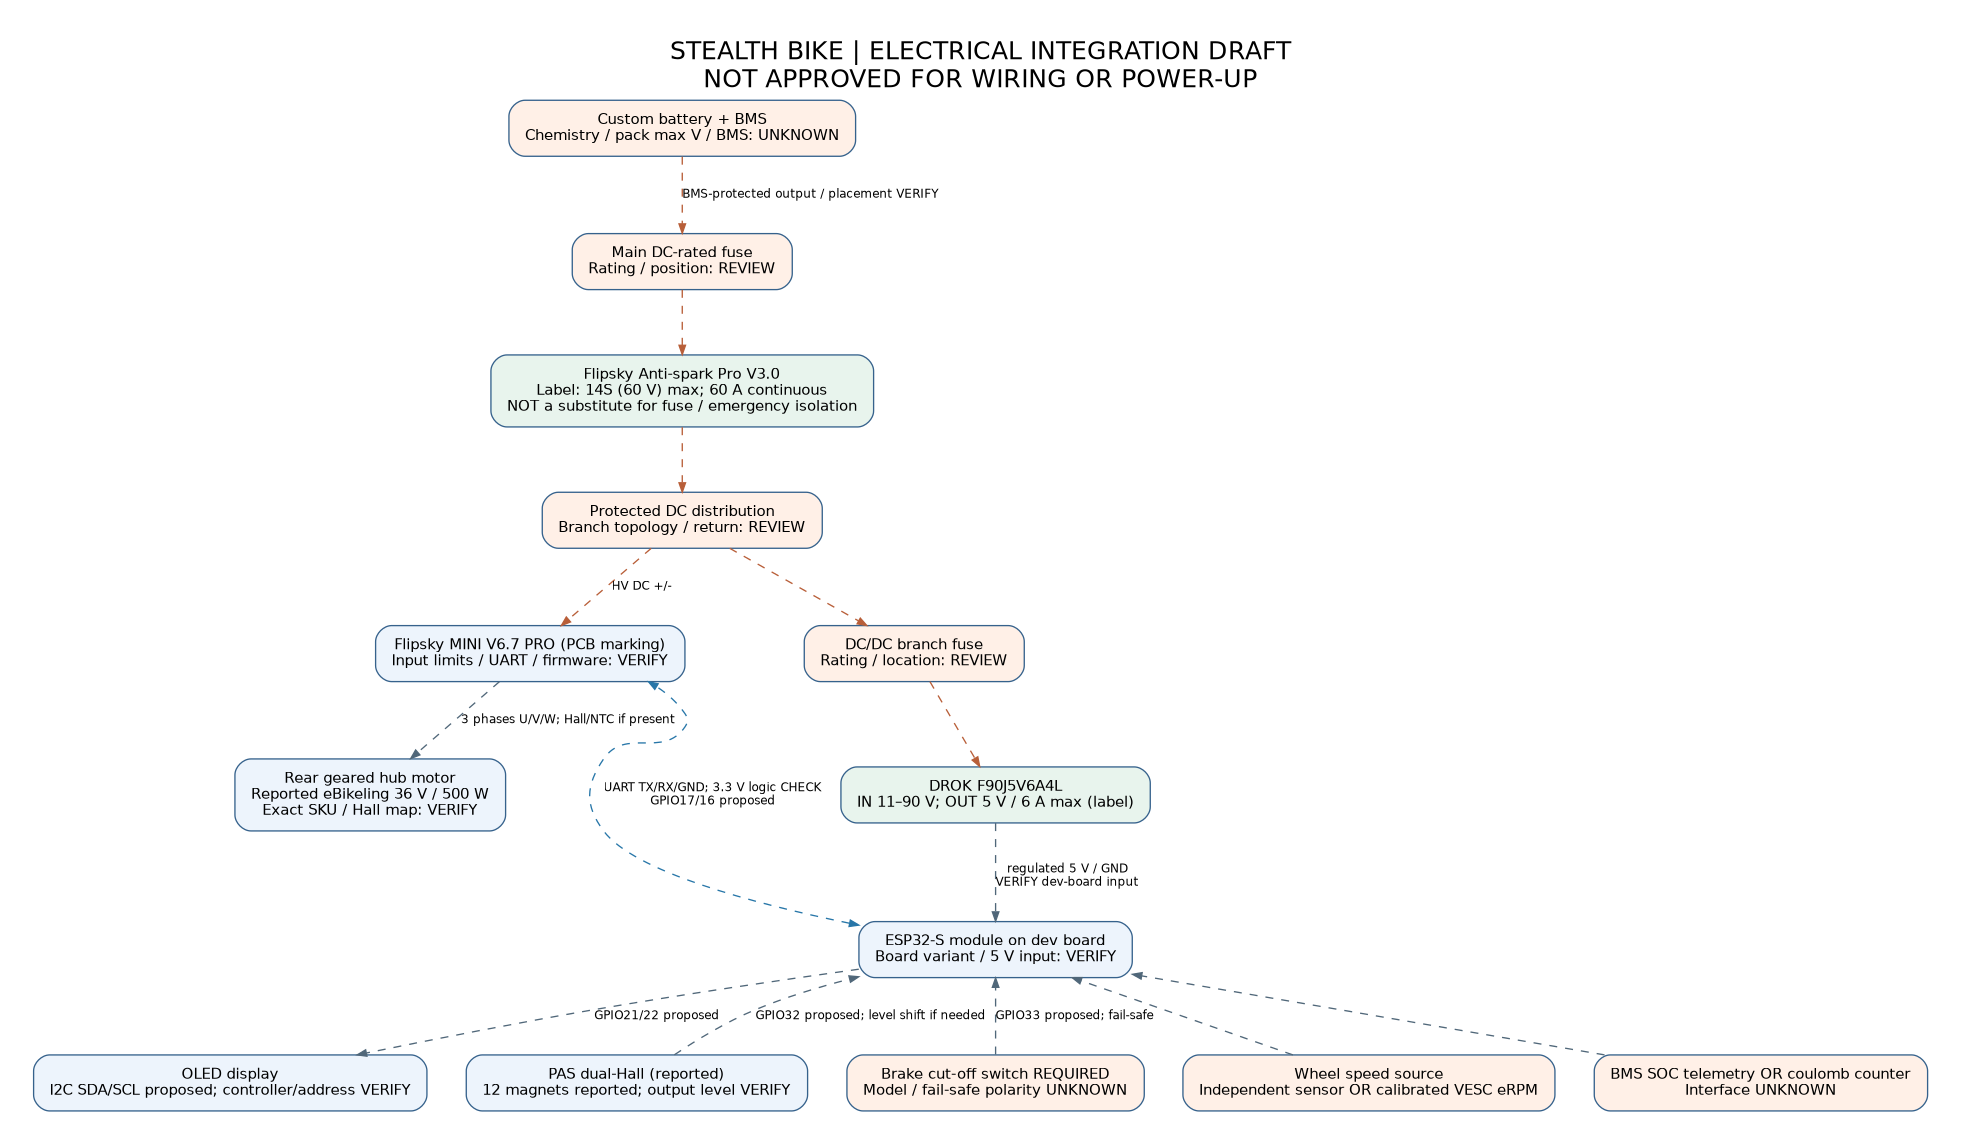 STEALTH BIKE | ELECTRICAL INTEGRATION DRAFT
NOT APPROVED FOR WIRING OR POWER-UP
Custom battery + BMS
Chemistry / pack max V / BMS: UNKNOWN
BMS-protected output / placement VERIFY
Main DC-rated fuse
Rating / position: REVIEW
Flipsky Anti-spark Pro V3.0
Label: 14S (60 V) max; 60 A continuous
NOT a substitute for fuse / emergency isolation
Protected DC distribution
Branch topology / return: REVIEW
HV DC +/-
Flipsky MINI V6.7 PRO (PCB marking)
Input limits / UART / firmware: VERIFY
DC/DC branch fuse
Rating / location: REVIEW
3 phases U/V/W; Hall/NTC if present
Rear geared hub motor
Reported eBikeling 36 V / 500 W
Exact SKU / Hall map: VERIFY
UART TX/RX/GND; 3.3 V logic CHECK
GPIO17/16 proposed
DROK F90J5V6A4L
IN 11–90 V; OUT 5 V / 6 A max (label)
regulated 5 V / GND
VERIFY dev-board input
ESP32-S module on dev board
Board variant / 5 V input: VERIFY
GPIO21/22 proposed
GPIO32 proposed; level shift if needed
GPIO33 proposed; fail-safe
OLED display
I2C SDA/SCL proposed; controller/address VERIFY
PAS dual-Hall (reported)
12 magnets reported; output level VERIFY
Brake cut-off switch REQUIRED
Model / fail-safe polarity UNKNOWN
Wheel speed source
Independent sensor OR calibrated VESC eRPM
BMS SOC telemetry OR coulomb counter
Interface UNKNOWN